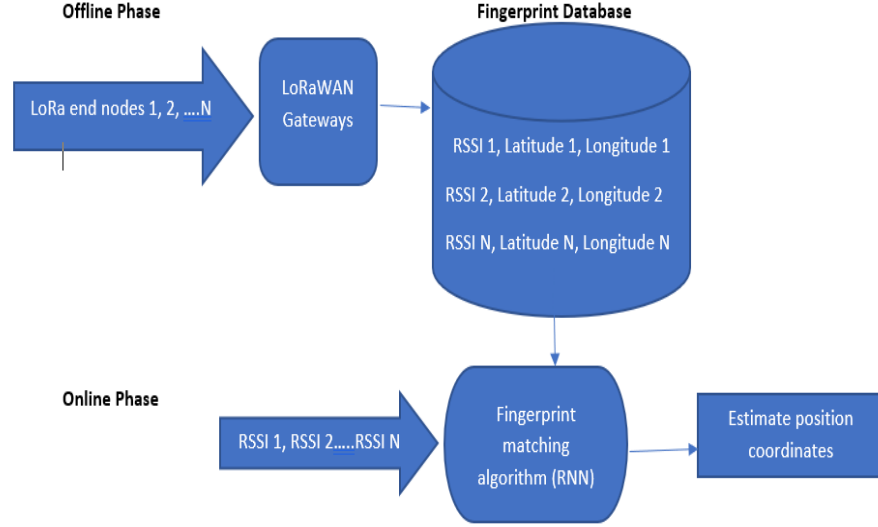 Offline Phase
Fingerprint Database
LoRa end nodes 1, 2, ....N
LoRaWAN
Gateways
RSSI 1, Latitude 1, Longitude 1
RSSI 2, Latitude 2, Longitude 2
RSSI N, Latitude N, Longitude N
Online Phase
RSSI 1, RSSI 2.....RSSI N
Fingerprint
matching
algorithm (RNN)
Estimate position
coordinates